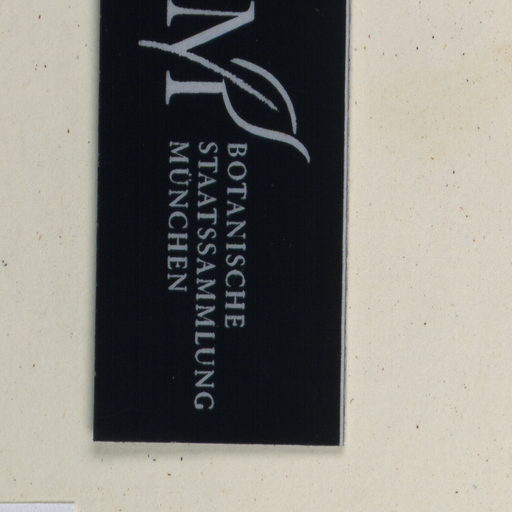 M
BOTANISCHE
STAATSSAMMLUNG
MÜNCHEN